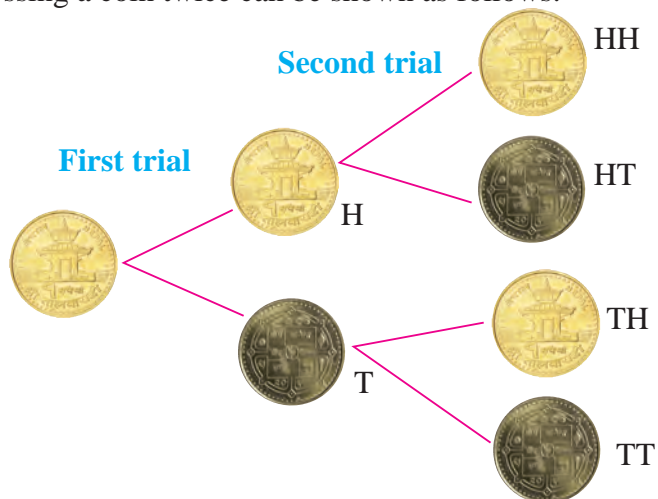 ssing a coin twice can be shown as follows:
HH
Second trial
First trial
HT
H
TH
T
TT